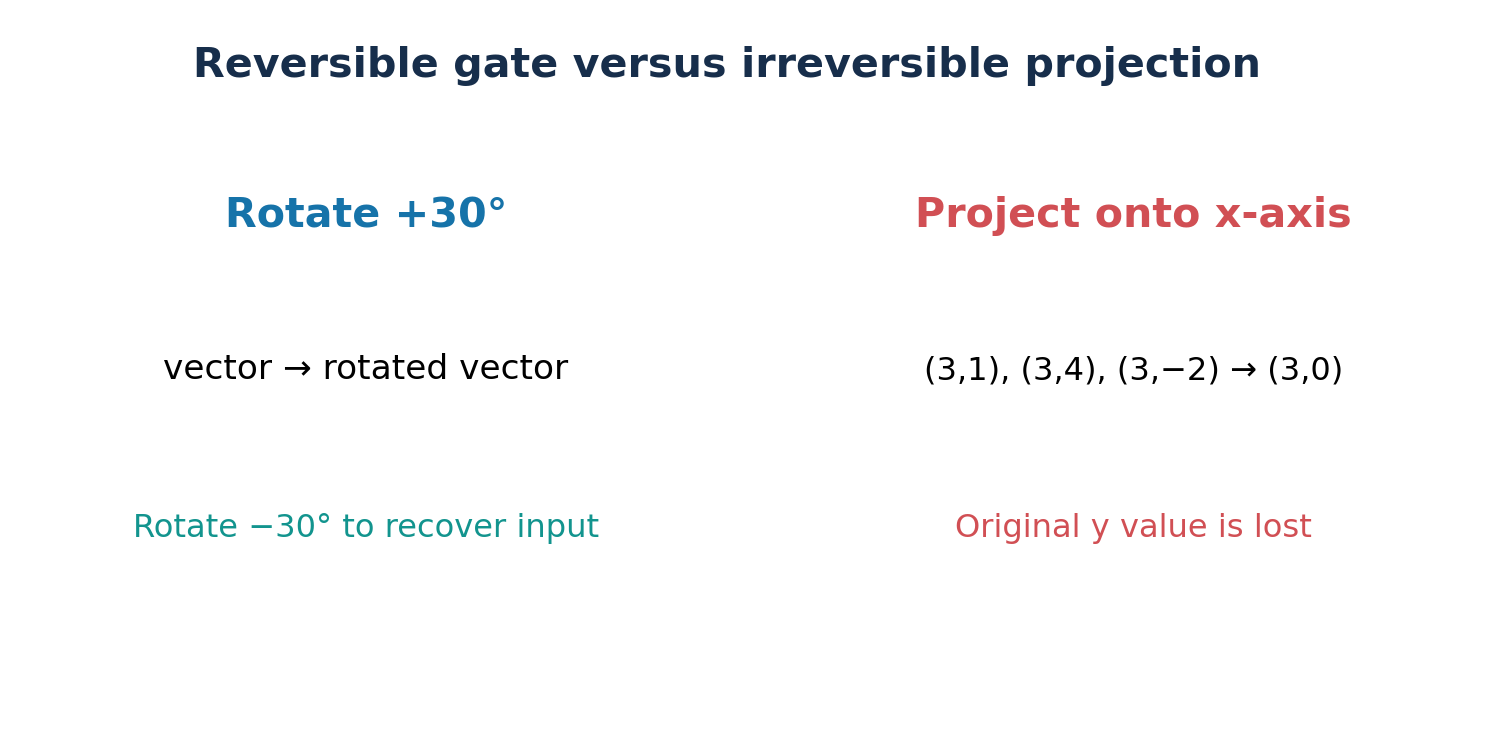 Reversible gate versus irreversible projection
Rotate +30°
Project onto x-axis
vector → rotated vector
(3,1), (3,4), (3,−2) → (3,0)
Rotate −30° to recover input
Original y value is lost